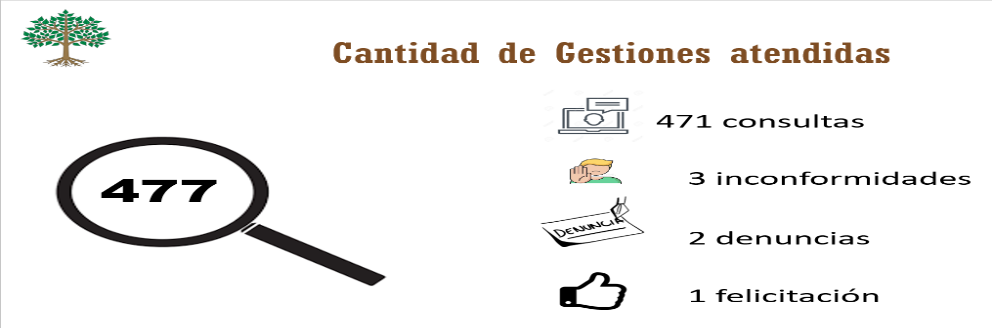 Cantidad de Gestiones atendidas
477
471 consultas
3 inconformidades
DENUNCIA
2 denuncias
1 felicitación